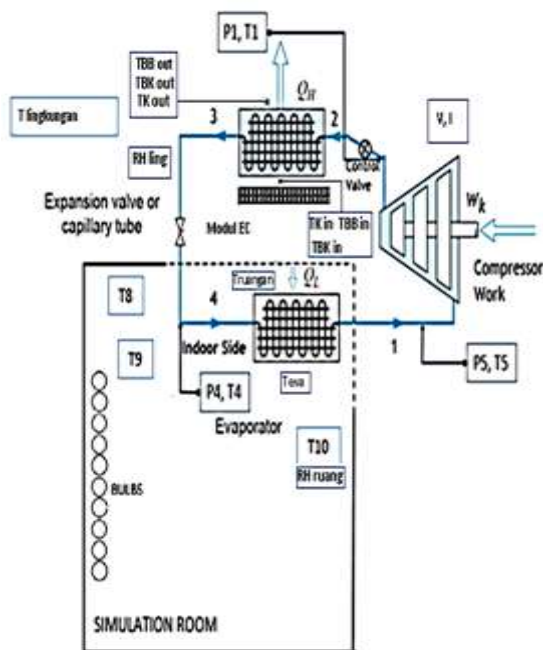 P1, T1
TBB out
TBK out
TK out
Q_H
T lingkungan
3
2
V, I
RH ling
Control
Valve
Expansion valve or
capillary tube
Modul EC
TK in TBB in
TBK in
W_k
Compressor
Work
Truangan
Q_L
T8
4
Indoor Side
1
T9
Teva
P5, T5
P4, T4
Evaporator
T10
RH ruang
BULBS
SIMULATION ROOM